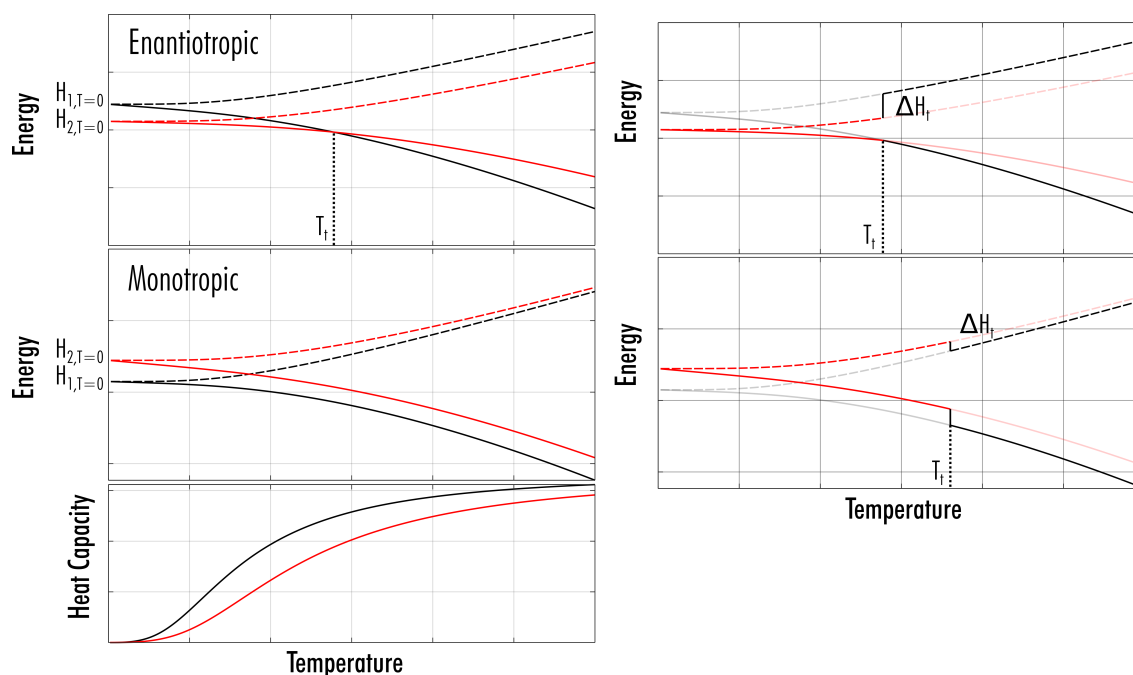 Enantiotropic
Energy
H1,T=0
H2,T=0
Tt
Monotropic
Energy
H2,T=0
H1,T=0
Heat Capacity
Temperature
Energy
ΔHt
Tt
Energy
ΔHt
Tt
Temperature